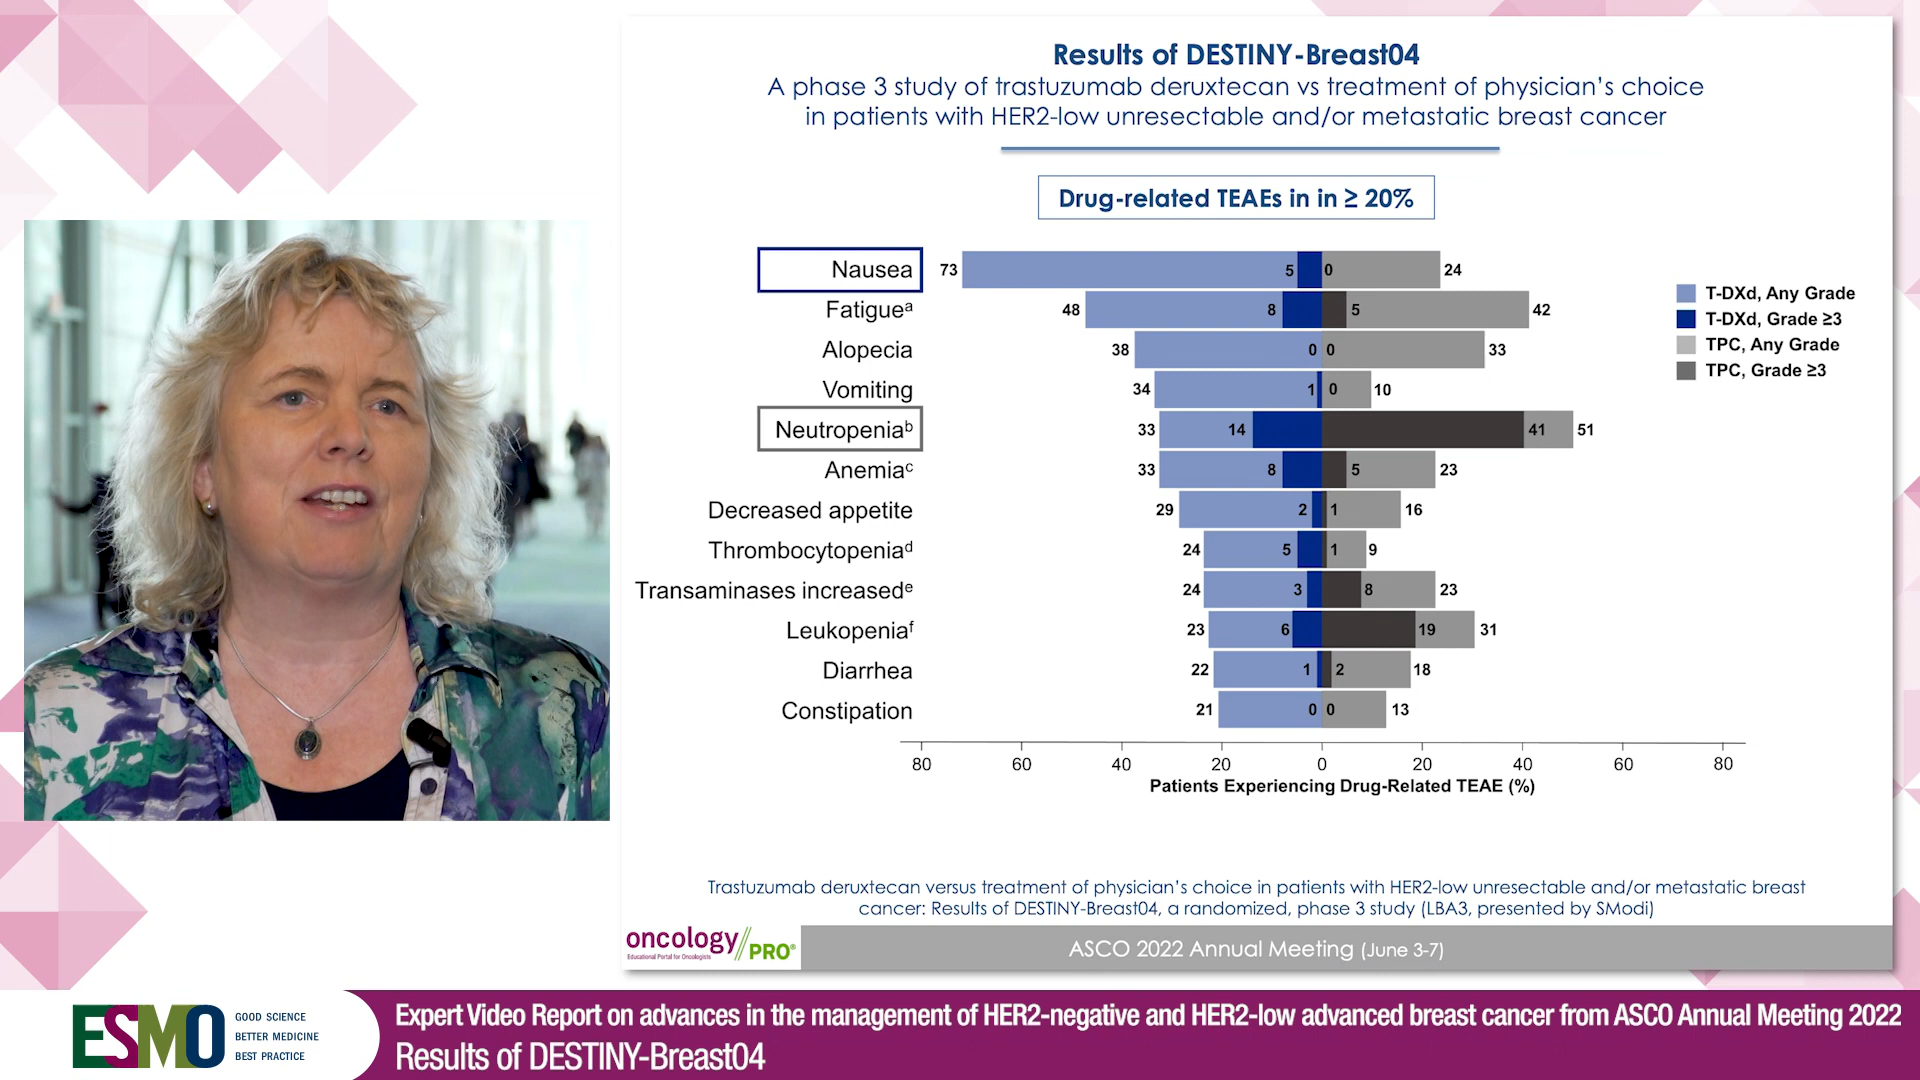 Results of DESTINY-Breast04
A phase 3 study of trastuzumab deruxtecan vs treatment of physician's choice
in patients with HER2-low unresectable and/or metastatic breast cancer
Drug-related TEAEs in in ≥ 20%
Nausea 73 5 0 24
Fatigueᵃ 48 8 5 42
Alopecia 38 0 0 33
Vomiting 34 1 0 10
Neutropeniaᵇ 33 14 41 51
Anemiaᶜ 33 8 5 23
Decreased appetite 29 2 1 16
Thrombocytopeniaᵈ 24 5 1 9
Transaminases increasedᵉ 24 3 8 23
Leukopeniaᶠ 23 6 19 31
Diarrhea 22 1 2 18
Constipation 21 0 0 13
80 60 40 20 0 20 40 60 80
Patients Experiencing Drug-Related TEAE (%)
T-DXd, Any Grade
T-DXd, Grade ≥3
TPC, Any Grade
TPC, Grade ≥3
Trastuzumab deruxtecan versus treatment of physician's choice in patients with HER2-low unresectable and/or metastatic breast
cancer: Results of DESTINY-Breast04, a randomized, phase 3 study (LBA3, presented by SModi)
oncology//PRO®
Educational Portal for Oncologists
ASCO 2022 Annual Meeting (June 3-7)
ESMO
GOOD SCIENCE
BETTER MEDICINE
BEST PRACTICE
Expert Video Report on advances in the management of HER2-negative and HER2-low advanced breast cancer from ASCO Annual Meeting 2022
Results of DESTINY-Breast04